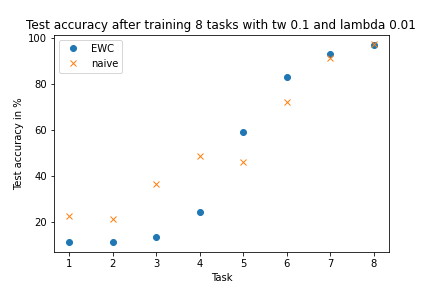 Test accuracy after training 8 tasks with tw 0.1 and lambda 0.01
EWC
naive
100
80
60
40
20
Test accuracy in %
1 2 3 4 5 6 7 8
Task